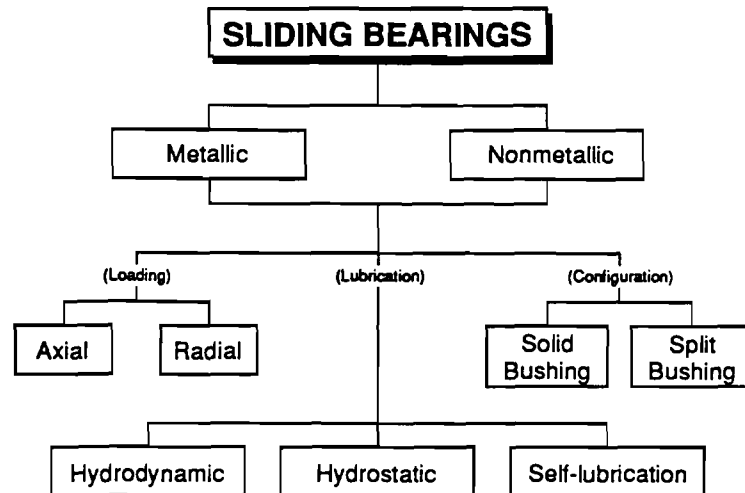 SLIDING BEARINGS
Metallic
Nonmetallic
(Loading)
(Lubrication)
(Configuration)
Axial
Radial
Solid
Bushing
Split
Bushing
Hydrodynamic
Hydrostatic
Self-lubrication